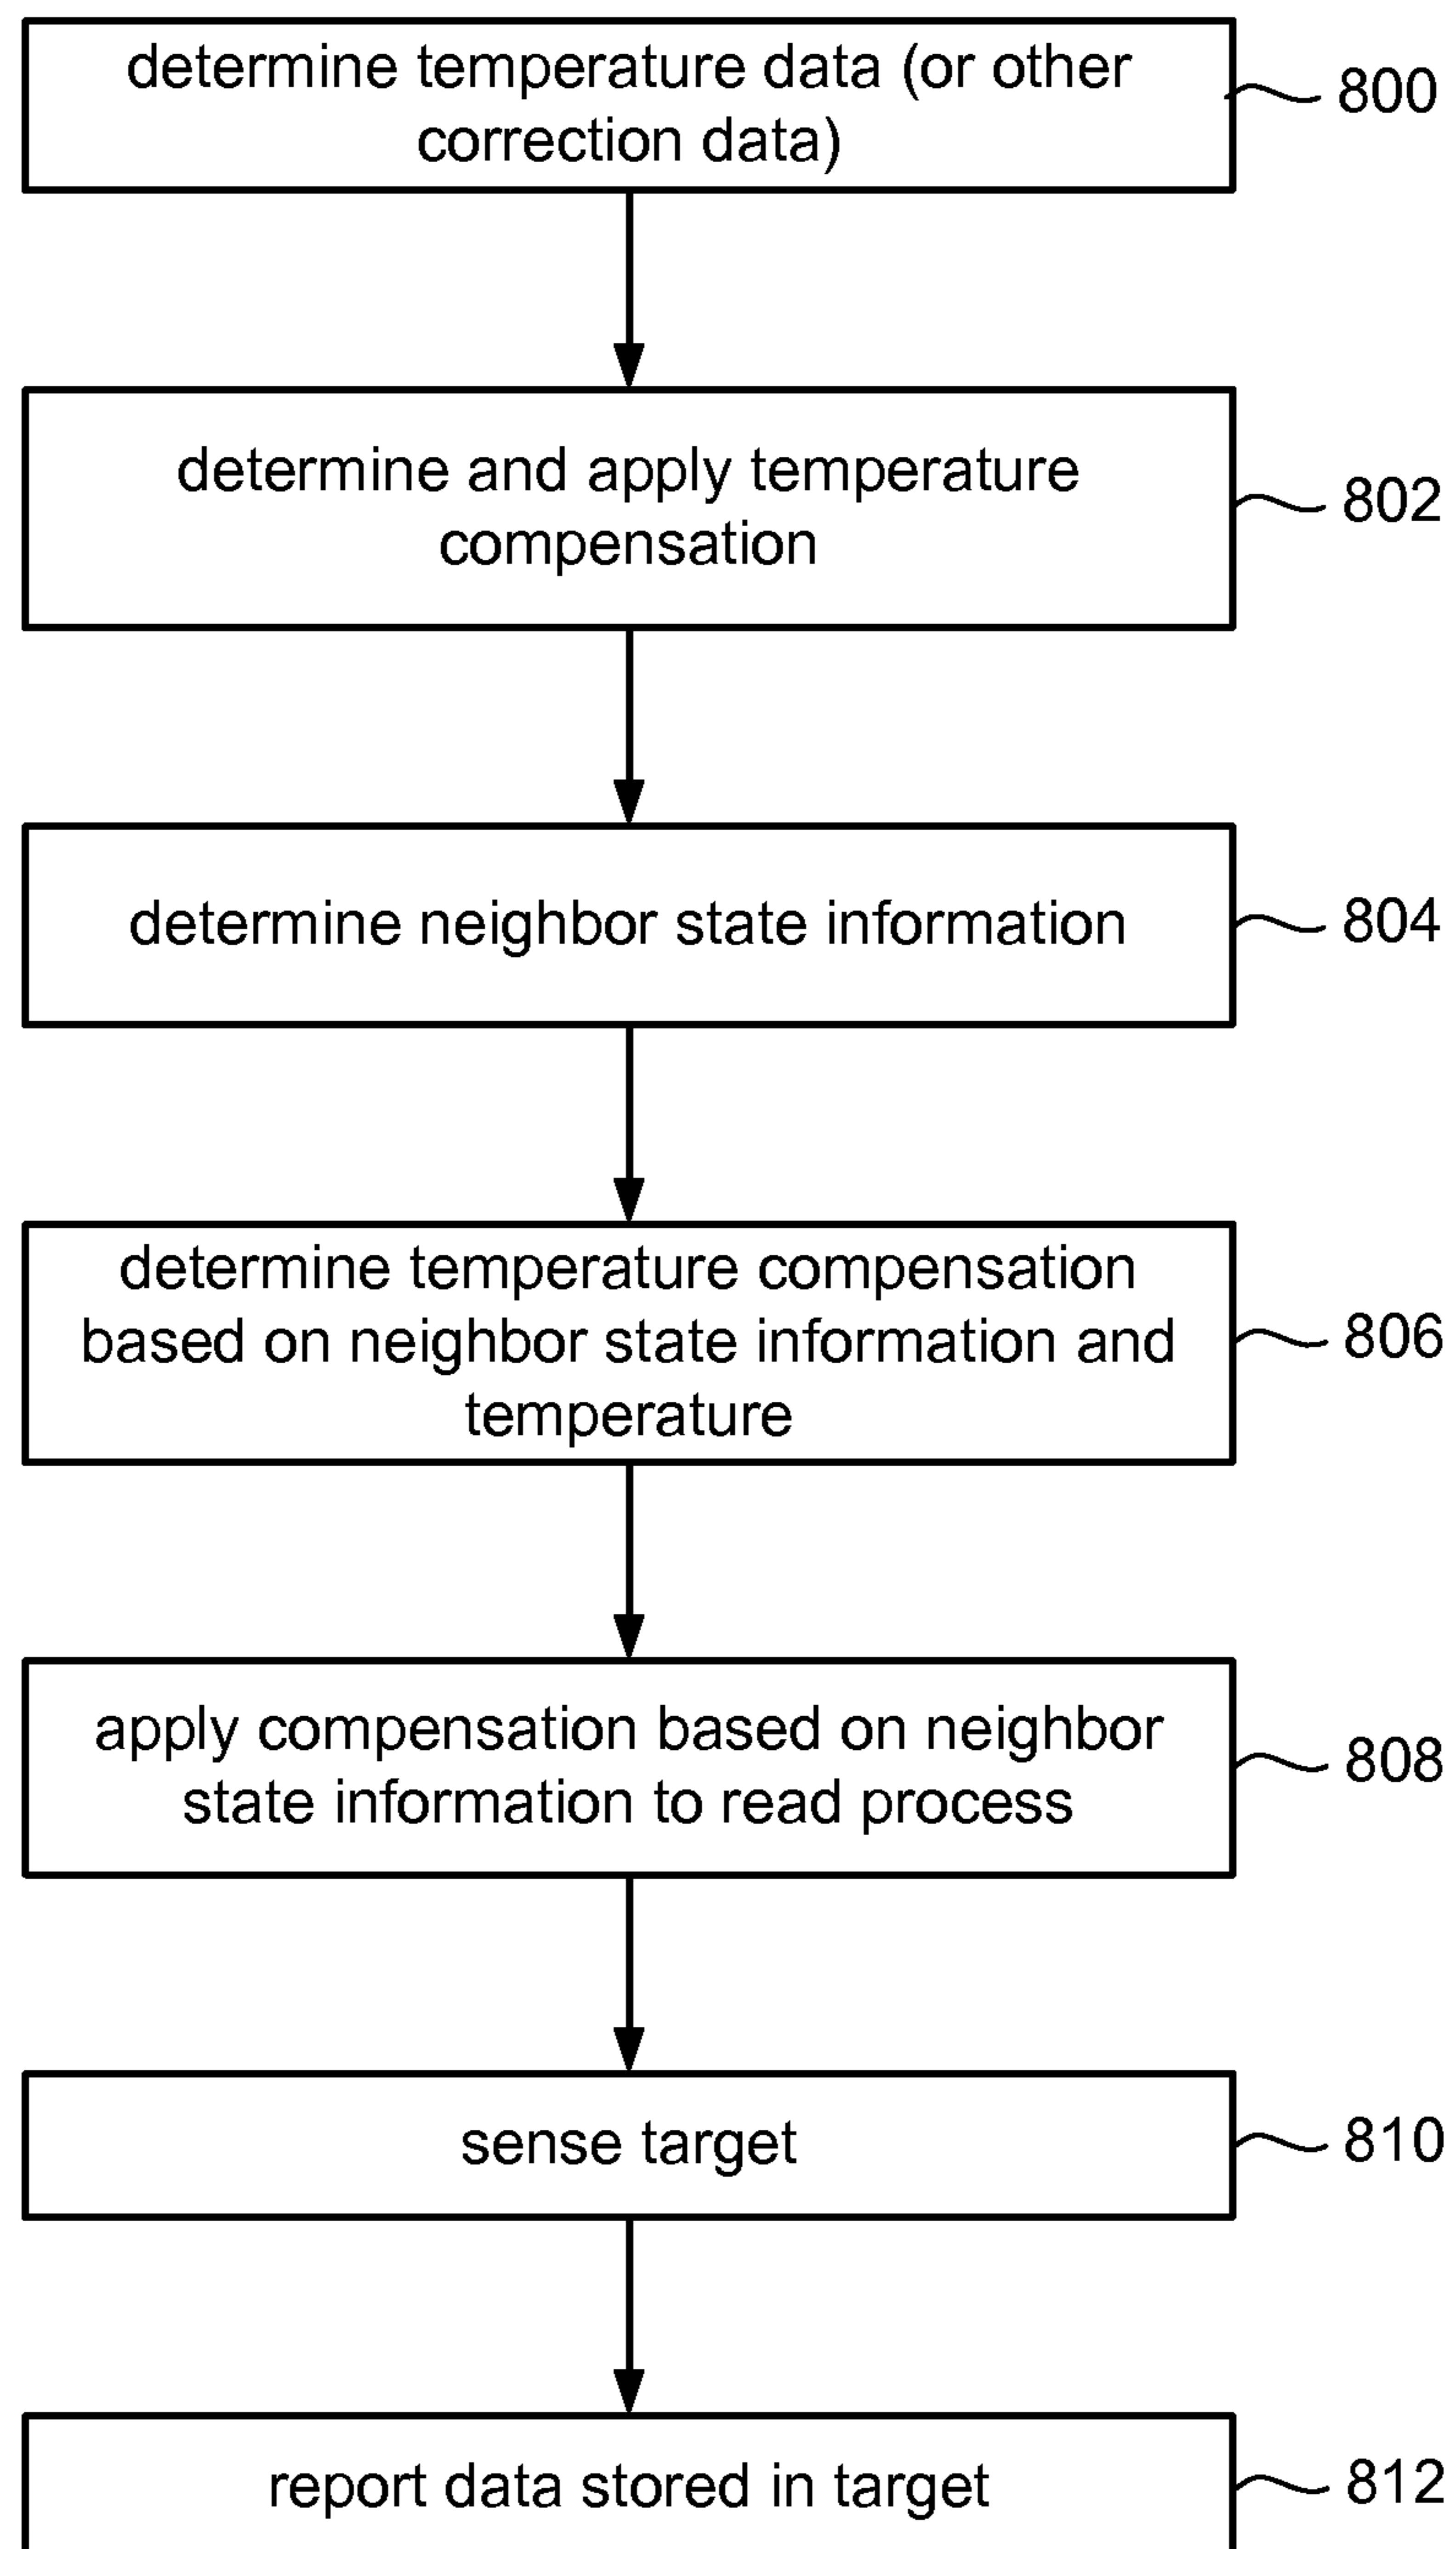 determine temperature data (or other
correction data)
800
determine and apply temperature
compensation
802
determine neighbor state information
804
determine temperature compensation
based on neighbor state information and
temperature
806
apply compensation based on neighbor
state information to read process
808
sense target
810
report data stored in target
812